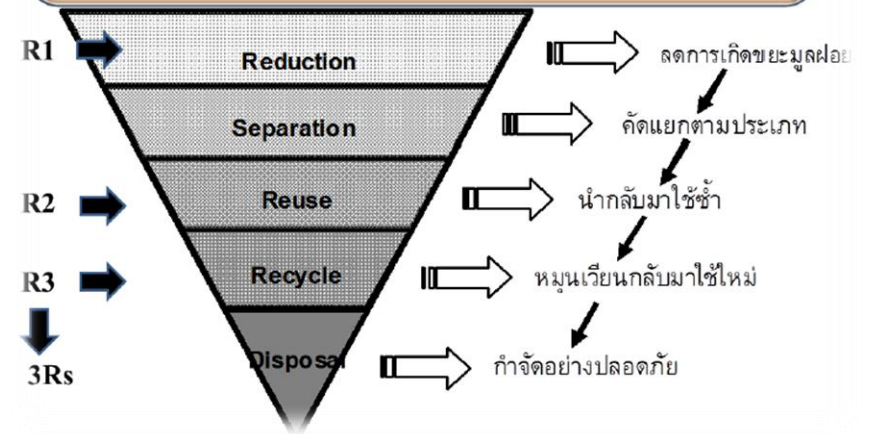 R1 Reduction ลดการเกิดขยะมูลฝอย
Separation คัดแยกตามประเภท
R2 Reuse นำกลับมาใช้ซ้ำ
R3 Recycle หมุนเวียนกลับมาใช้ใหม่
3Rs Disposal กำจัดอย่างปลอดภัย